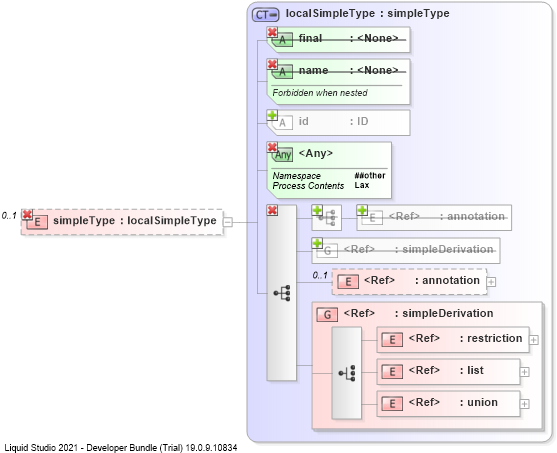 CT localSimpleType : simpleType
A final : <None>
A name : <None>
Forbidden when nested
A id : ID
Any <Any>
Namespace ##other
Process Contents Lax
0..1
E simpleType : localSimpleType
E <Ref> : annotation
G <Ref> : simpleDerivation
0..1
E <Ref> : annotation
G <Ref> : simpleDerivation
E <Ref> : restriction
E <Ref> : list
E <Ref> : union
Liquid Studio 2021 - Developer Bundle (Trial) 19.0.9.10834